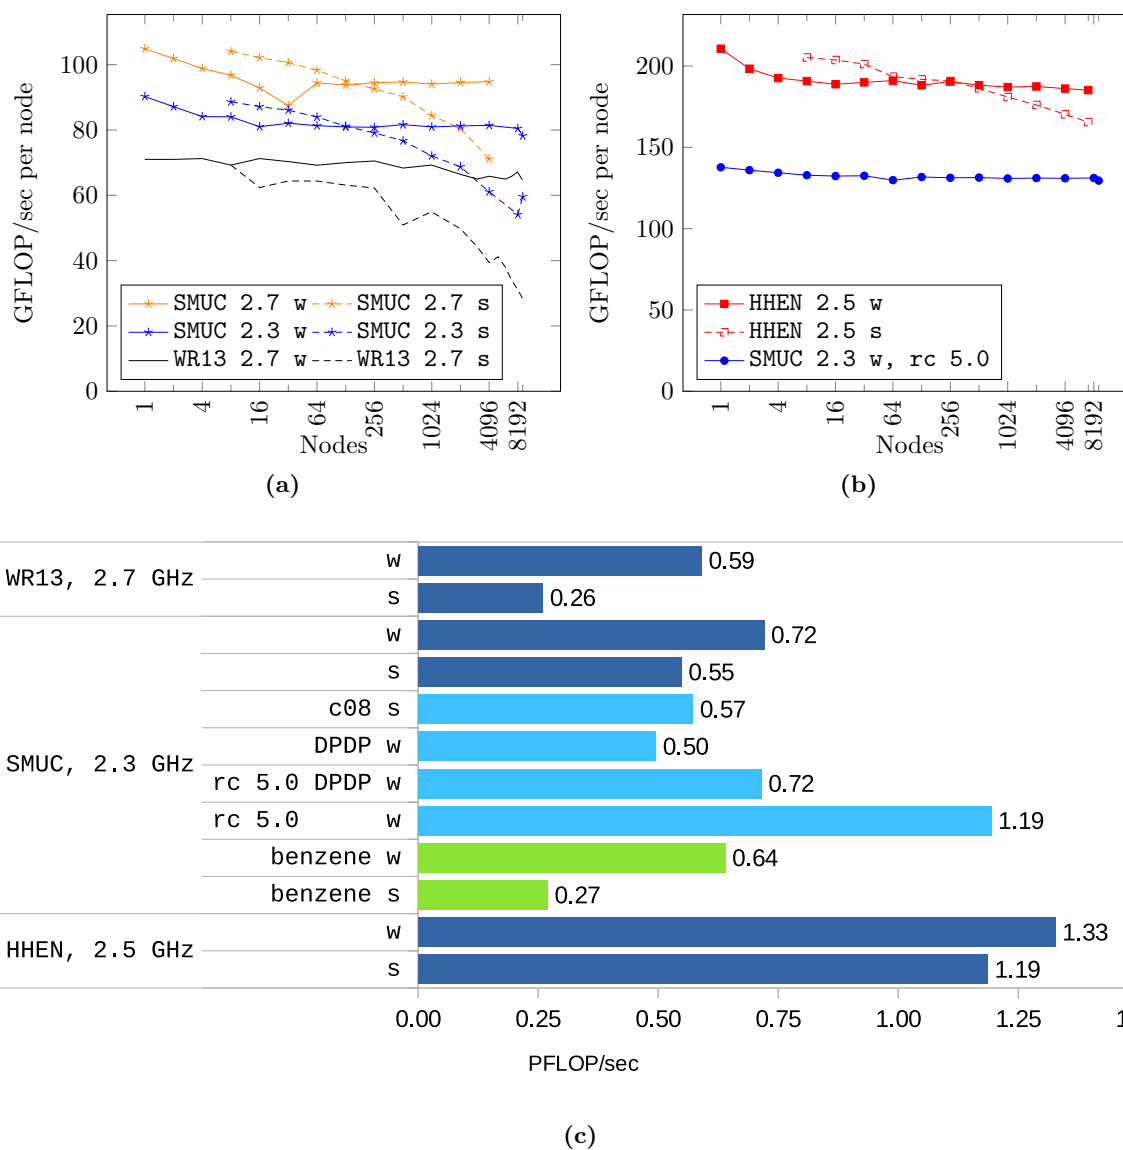 GFLOP/sec per node
100
80
60
40
20
0
SMUC 2.7 w SMUC 2.7 s
SMUC 2.3 w SMUC 2.3 s
WR13 2.7 w WR13 2.7 s
1 4 16 64 256 1024 4096 8192
Nodes
(a)
GFLOP/sec per node
200
150
100
50
0
HHEN 2.5 w
HHEN 2.5 s
SMUC 2.3 w, rc 5.0
1 4 16 64 256 1024 4096 8192
Nodes
(b)
WR13, 2.7 GHz
w 0.59
s 0.26
SMUC, 2.3 GHz
w 0.72
s 0.55
c08 s 0.57
DPDP w 0.50
rc 5.0 DPDP w 0.72
rc 5.0 w 1.19
benzene w 0.64
benzene s 0.27
HHEN, 2.5 GHz
w 1.33
s 1.19
0.00 0.25 0.50 0.75 1.00 1.25 1
PFLOP/sec
(c)